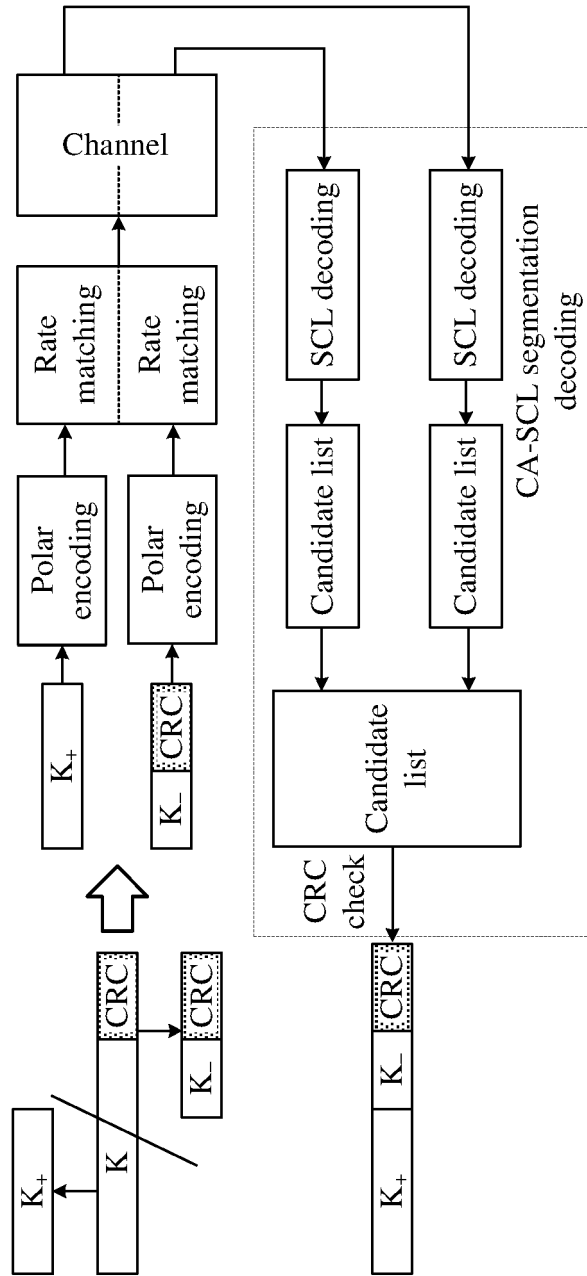 K+
K
CRC
K−
CRC
K+
K−
CRC
Polar
encoding
Polar
encoding
Rate
matching
Rate
matching
Channel
SCL decoding
SCL decoding
Candidate list
Candidate list
CA-SCL segmentation
decoding
Candidate
list
CRC
check
K+
K−
CRC